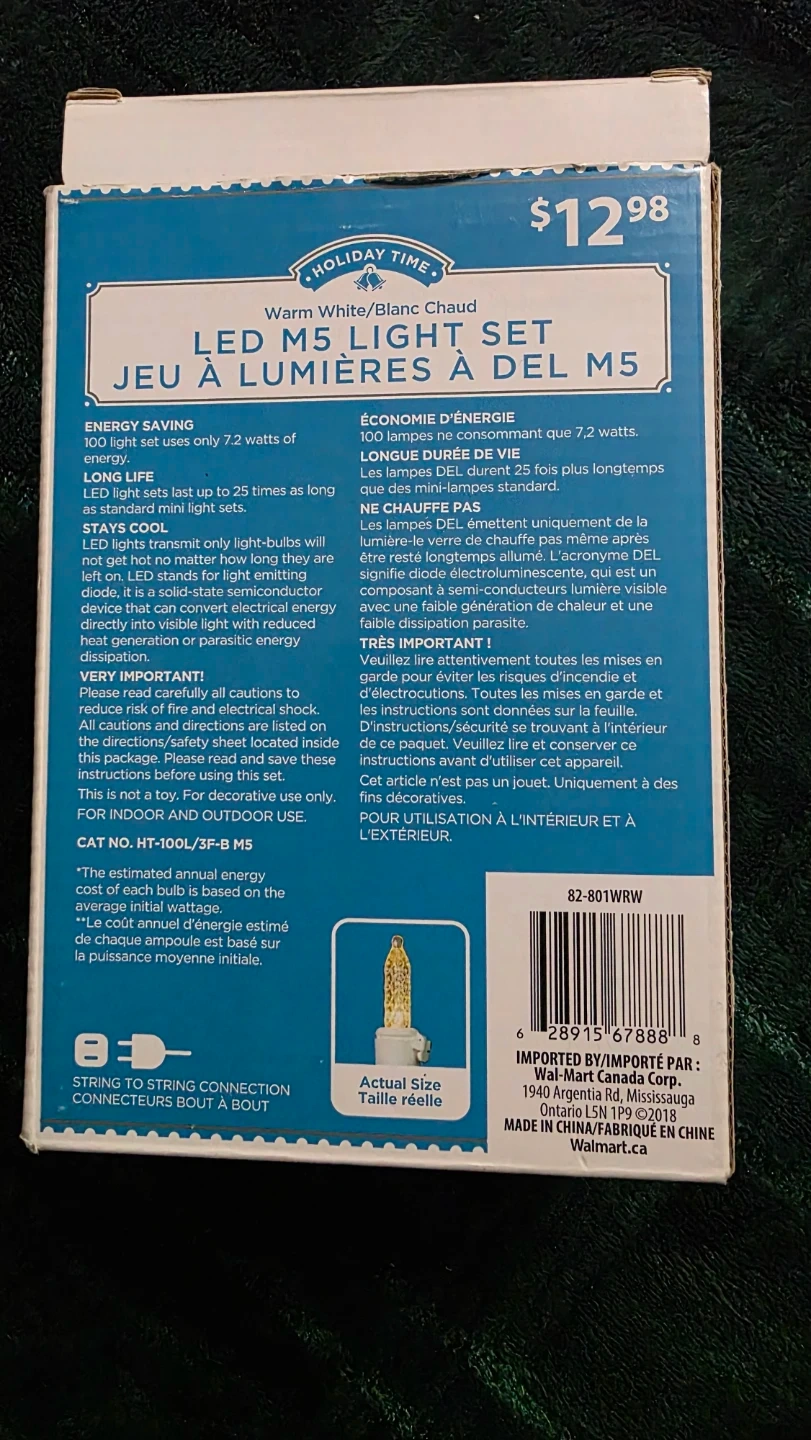 $12 98
HOLIDAY TIME
Warm White/Blanc Chaud
LED M5 LIGHT SET
JEU À LUMIÈRES À DEL M5
ENERGY SAVING
100 light set uses only 7.2 watts of
energy.
LONG LIFE
LED light sets last up to 25 times as long
as standard mini light sets.
STAYS COOL
LED lights transmit only light-bulbs will
not get hot no matter how long they are
left on. LED stands for light emitting
diode, it is a solid-state semiconductor
device that can convert electrical energy
directly into visible light with reduced
heat generation or parasitic energy
dissipation.
VERY IMPORTANT!
Please read carefully all cautions to
reduce risk of fire and electrical shock.
All cautions and directions are listed on
the directions/safety sheet located inside
this package. Please read and save these
instructions before using this set.
This is not a toy. For decorative use only.
FOR INDOOR AND OUTDOOR USE.
CAT NO. HT-100L/3F-B M5
*The estimated annual energy
cost of each bulb is based on the
average initial wattage.
**Le coût annuel d'énergie estimé
de chaque ampoule est basé sur
la puissance moyenne initiale.
STRING TO STRING CONNECTION
CONNECTEURS BOUT À BOUT
ÉCONOMIE D'ÉNERGIE
100 lampes ne consommant que 7,2 watts.
LONGUE DURÉE DE VIE
Les lampes DEL durent 25 fois plus longtemps
que des mini-lampes standard.
NE CHAUFFE PAS
Les lampes DEL émettent uniquement de la
lumière-le verre de chauffe pas même après
être resté longtemps allumé. L'acronyme DEL
signifie diode électroluminescente, qui est un
composant à semi-conducteurs lumière visible
avec une faible génération de chaleur et une
faible dissipation parasite.
TRÈS IMPORTANT !
Veuillez lire attentivement toutes les mises en
garde pour éviter les risques d'incendie et
d'électrocutions. Toutes les mises en garde et
les instructions sont données sur la feuille.
D'instructions/sécurité se trouvant à l'intérieur
de ce paquet. Veuillez lire et conserver ce
instructions avant d'utiliser cet appareil.
Cet article n'est pas un jouet. Uniquement à des
fins décoratives.
POUR UTILISATION À L'INTÉRIEUR ET À
L'EXTÉRIEUR.
Actual Size
Taille réelle
82-801WRW
6 28915 67888 8
IMPORTED BY/IMPORTÉ PAR :
Wal-Mart Canada Corp.
1940 Argentia Rd, Mississauga
Ontario L5N 1P9 ©2018
MADE IN CHINA/FABRIQUÉ EN CHINE
Walmart.ca